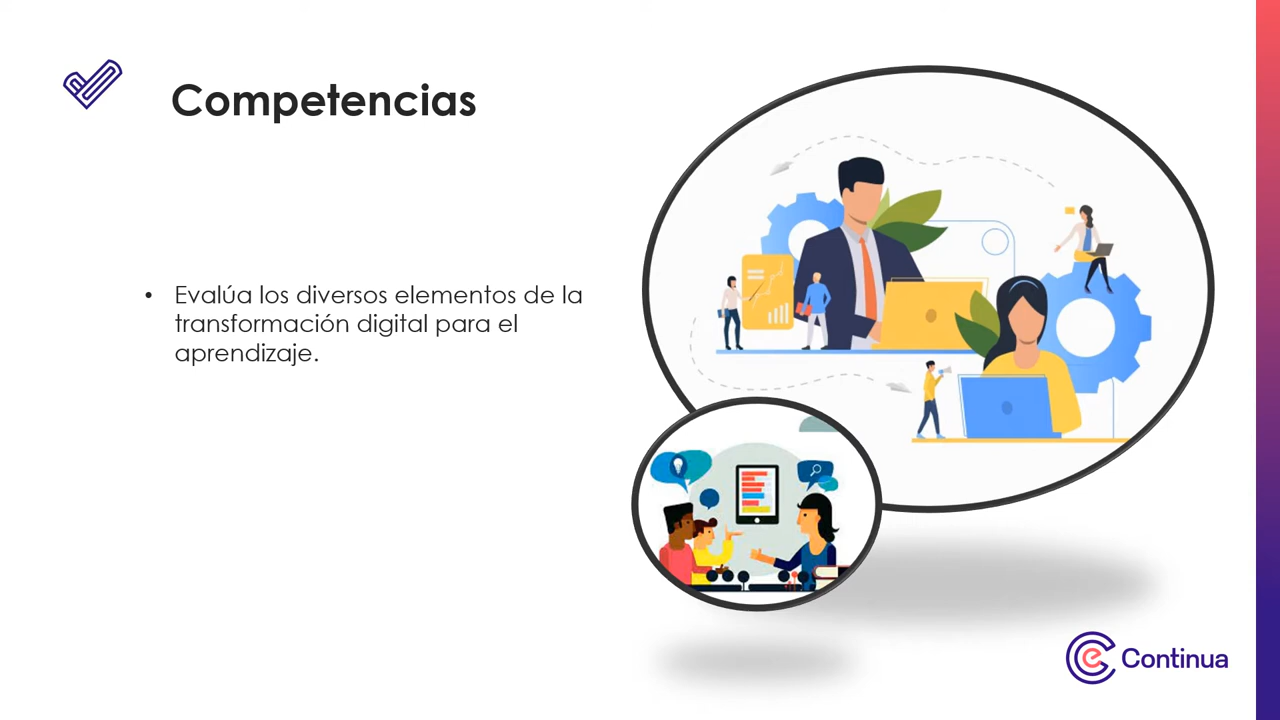 Competencias
• Evalúa los diversos elementos de la
transformación digital para el
aprendizaje.
e Continua